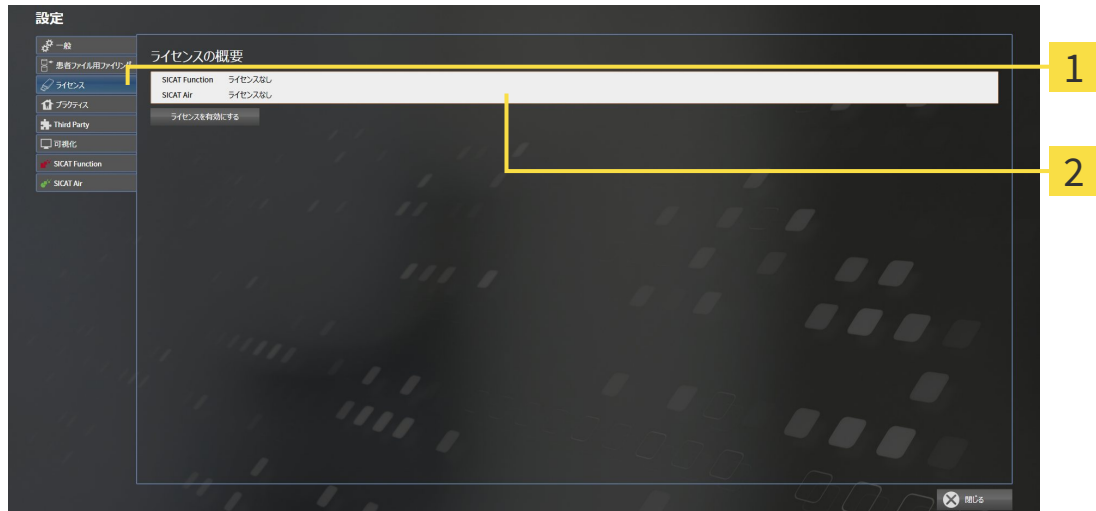 設定
一般
患者ファイル用ファイリング
ライセンス
プラクティス
Third Party
可視化
SICAT Function
SICAT Air
ライセンスの概要
SICAT Function ライセンスなし
SICAT Air ライセンスなし
ライセンスを有効にする
閉じる
1
2